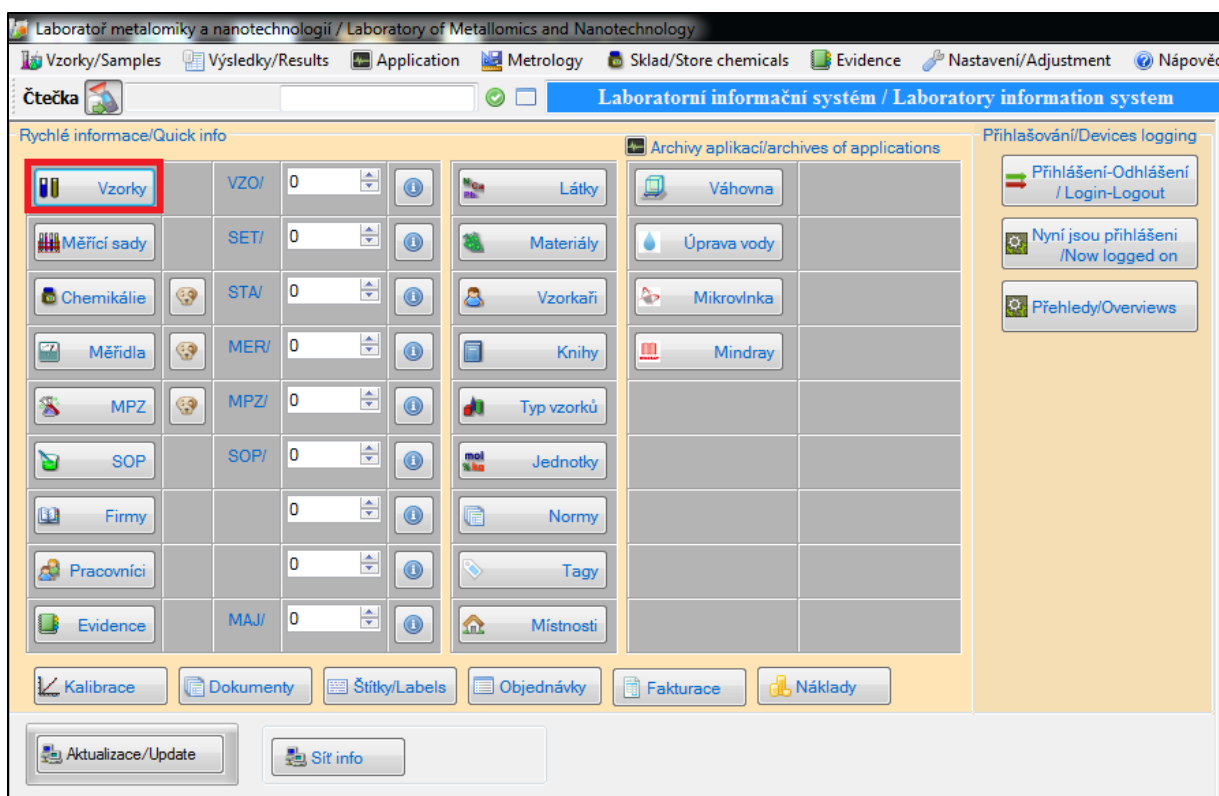 Laboratoř metalomiky a nanotechnologií / Laboratory of Metallomics and Nanotechnology
Vzorky/Samples Výsledky/Results Application Metrology Sklad/Store chemicals Evidence Nastavení/Adjustment Nápověd
Čtečka Laboratorní informační systém / Laboratory information system
Rychlé informace/Quick info
Archivy aplikací/archives of applications
Přihlašování/Devices logging
Vzorky VZO/ 0 Látky Váhovna
Přihlášení-Odhlášení
/ Login-Logout
Měřící sady SET/ 0 Materiály Úprava vody
Nyní jsou přihlášeni
/Now logged on
Chemikálie STA/ 0 Vzorkaři Mikrovlnka
Přehledy/Overviews
Měřidla MER/ 0 Knihy Mindray
MPZ MPZ/ 0 Typ vzorků
SOP SOP/ 0 mol Jednotky
Firmy 0 Normy
Pracovníci 0 Tagy
Evidence MAJ/ 0 Místnosti
Kalibrace Dokumenty Štítky/Labels Objednávky Fakturace Náklady
Aktualizace/Update Síť info